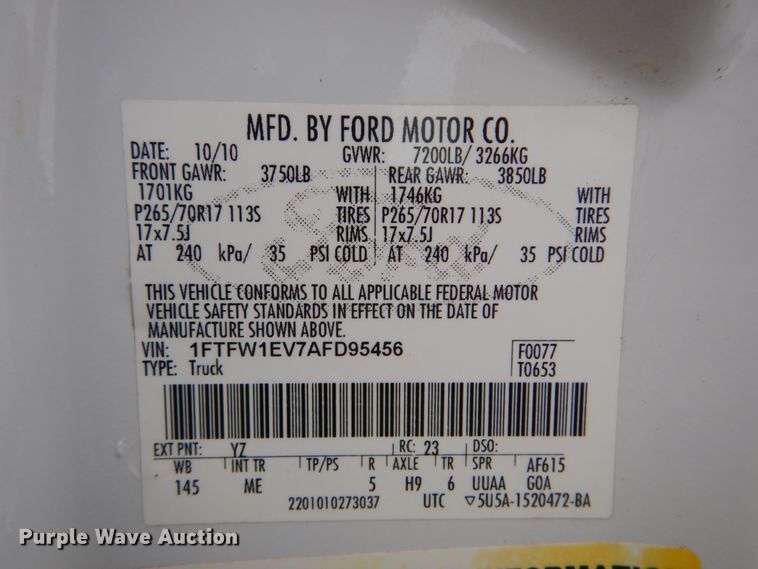 MFD. BY FORD MOTOR CO.
DATE: 10/10 GVWR: 7200LB/ 3266KG
FRONT GAWR: 3750LB REAR GAWR: 3850LB
1701KG WITH 1746KG WITH
P265/70R17 113S TIRES P265/70R17 113S TIRES
17x7.5J RIMS 17x7.5J RIMS
AT 240 kPa/ 35 PSI COLD AT 240 kPa/ 35 PSI COLD
THIS VEHICLE CONFORMS TO ALL APPLICABLE FEDERAL MOTOR
VEHICLE SAFETY STANDARDS IN EFFECT ON THE DATE OF
MANUFACTURE SHOWN ABOVE.
VIN: 1FTFW1EV7AFD95456 F0077
TYPE: Truck T0653
EXT PNT: YZ RC: 23 DSO:
WB INT TR TP/PS R AXLE TR SPR AF615
145 ME 5 H9 6 UUAA GOA
2201010273037 UTC ▽5U5A-1520472-BA
Purple Wave Auction